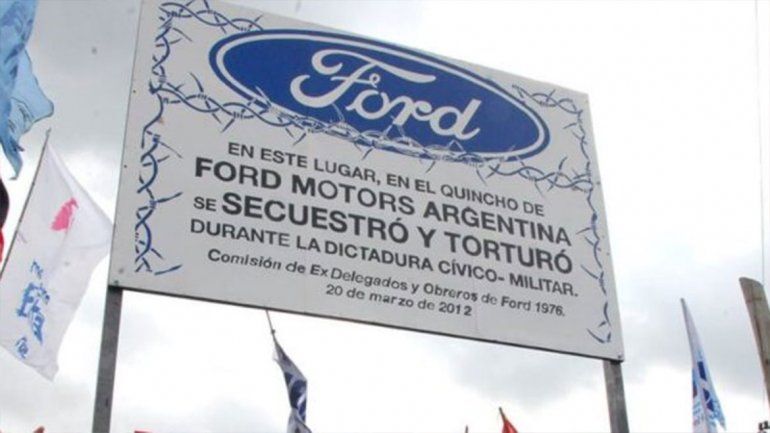 Ford
EN ESTE LUGAR, EN EL QUINCHO DE
FORD MOTORS ARGENTINA
SE SECUESTRÓ Y TORTURÓ
DURANTE LA DICTADURA CÍVICO- MILITAR.
Comisión de Ex Delegados y Obreros de Ford 1976.
20 de marzo de 2012